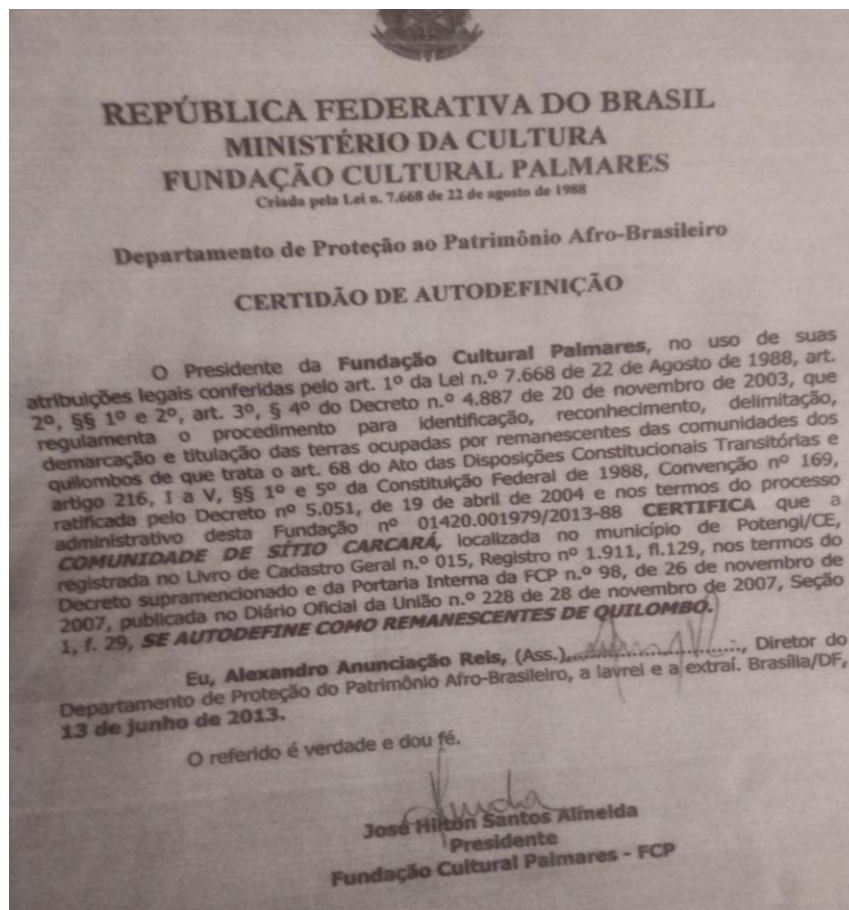 REPÚBLICA FEDERATIVA DO BRASIL
MINISTÉRIO DA CULTURA
FUNDAÇÃO CULTURAL PALMARES
Criada pela Lei n. 7.668 de 22 de agosto de 1988
Departamento de Proteção ao Patrimônio Afro-Brasileiro
CERTIDÃO DE AUTODEFINIÇÃO
O Presidente da Fundação Cultural Palmares, no uso de suas
atribuições legais conferidas pelo art. 1º da Lei n.º 7.668 de 22 de Agosto de 1988, art.
2º, §§ 1º e 2º, art. 3º, § 4º do Decreto n.º 4.887 de 20 de novembro de 2003, que
regulamenta o procedimento para identificação, reconhecimento, delimitação,
demarcação e titulação das terras ocupadas por remanescentes das comunidades dos
quilombos de que trata o art. 68 do Ato das Disposições Constitucionais Transitórias e
artigo 216, I a V, §§ 1º e 5º da Constituição Federal de 1988, Convenção nº 169,
ratificada pelo Decreto nº 5.051, de 19 de abril de 2004 e nos termos do processo
administrativo desta Fundação nº 01420.001979/2013-88 CERTIFICA que a
COMUNIDADE DE SÍTIO CARCARÁ, localizada no município de Potengi/CE,
registrada no Livro de Cadastro Geral n.º 015, Registro nº 1.911, fl.129, nos termos do
Decreto supramencionado e da Portaria Interna da FCP n.º 98, de 26 de novembro de
2007, publicada no Diário Oficial da União n.º 228 de 28 de novembro de 2007, Seção
1, f. 29, SE AUTODEFINE COMO REMANESCENTES DE QUILOMBO.
Eu, Alexandro Anunciação Reis, (Ass.)............................, Diretor do
Departamento de Proteção do Patrimônio Afro-Brasileiro, a lavrei e a extraí. Brasília/DF,
13 de junho de 2013.
O referido é verdade e dou fé.
José Hilton Santos Almeida
Presidente
Fundação Cultural Palmares - FCP